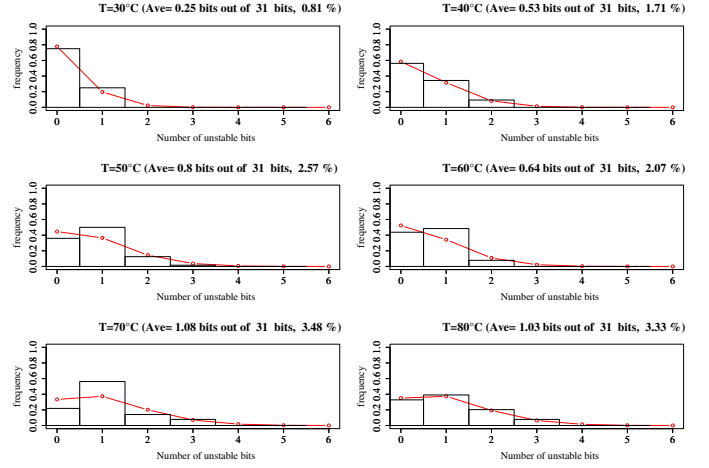 T=30°C (Ave= 0.25 bits out of 31 bits, 0.81 %)
frequency
0.0 0.2 0.4 0.6 0.8 1.0
0 1 2 3 4 5 6
Number of unstable bits
T=40°C (Ave= 0.53 bits out of 31 bits, 1.71 %)
frequency
0.0 0.2 0.4 0.6 0.8 1.0
0 1 2 3 4 5 6
Number of unstable bits
T=50°C (Ave= 0.8 bits out of 31 bits, 2.57 %)
frequency
0.0 0.2 0.4 0.6 0.8 1.0
0 1 2 3 4 5 6
Number of unstable bits
T=60°C (Ave= 0.64 bits out of 31 bits, 2.07 %)
frequency
0.0 0.2 0.4 0.6 0.8 1.0
0 1 2 3 4 5 6
Number of unstable bits
T=70°C (Ave= 1.08 bits out of 31 bits, 3.48 %)
frequency
0.0 0.2 0.4 0.6 0.8 1.0
0 1 2 3 4 5 6
Number of unstable bits
T=80°C (Ave= 1.03 bits out of 31 bits, 3.33 %)
frequency
0.0 0.2 0.4 0.6 0.8 1.0
0 1 2 3 4 5 6
Number of unstable bits